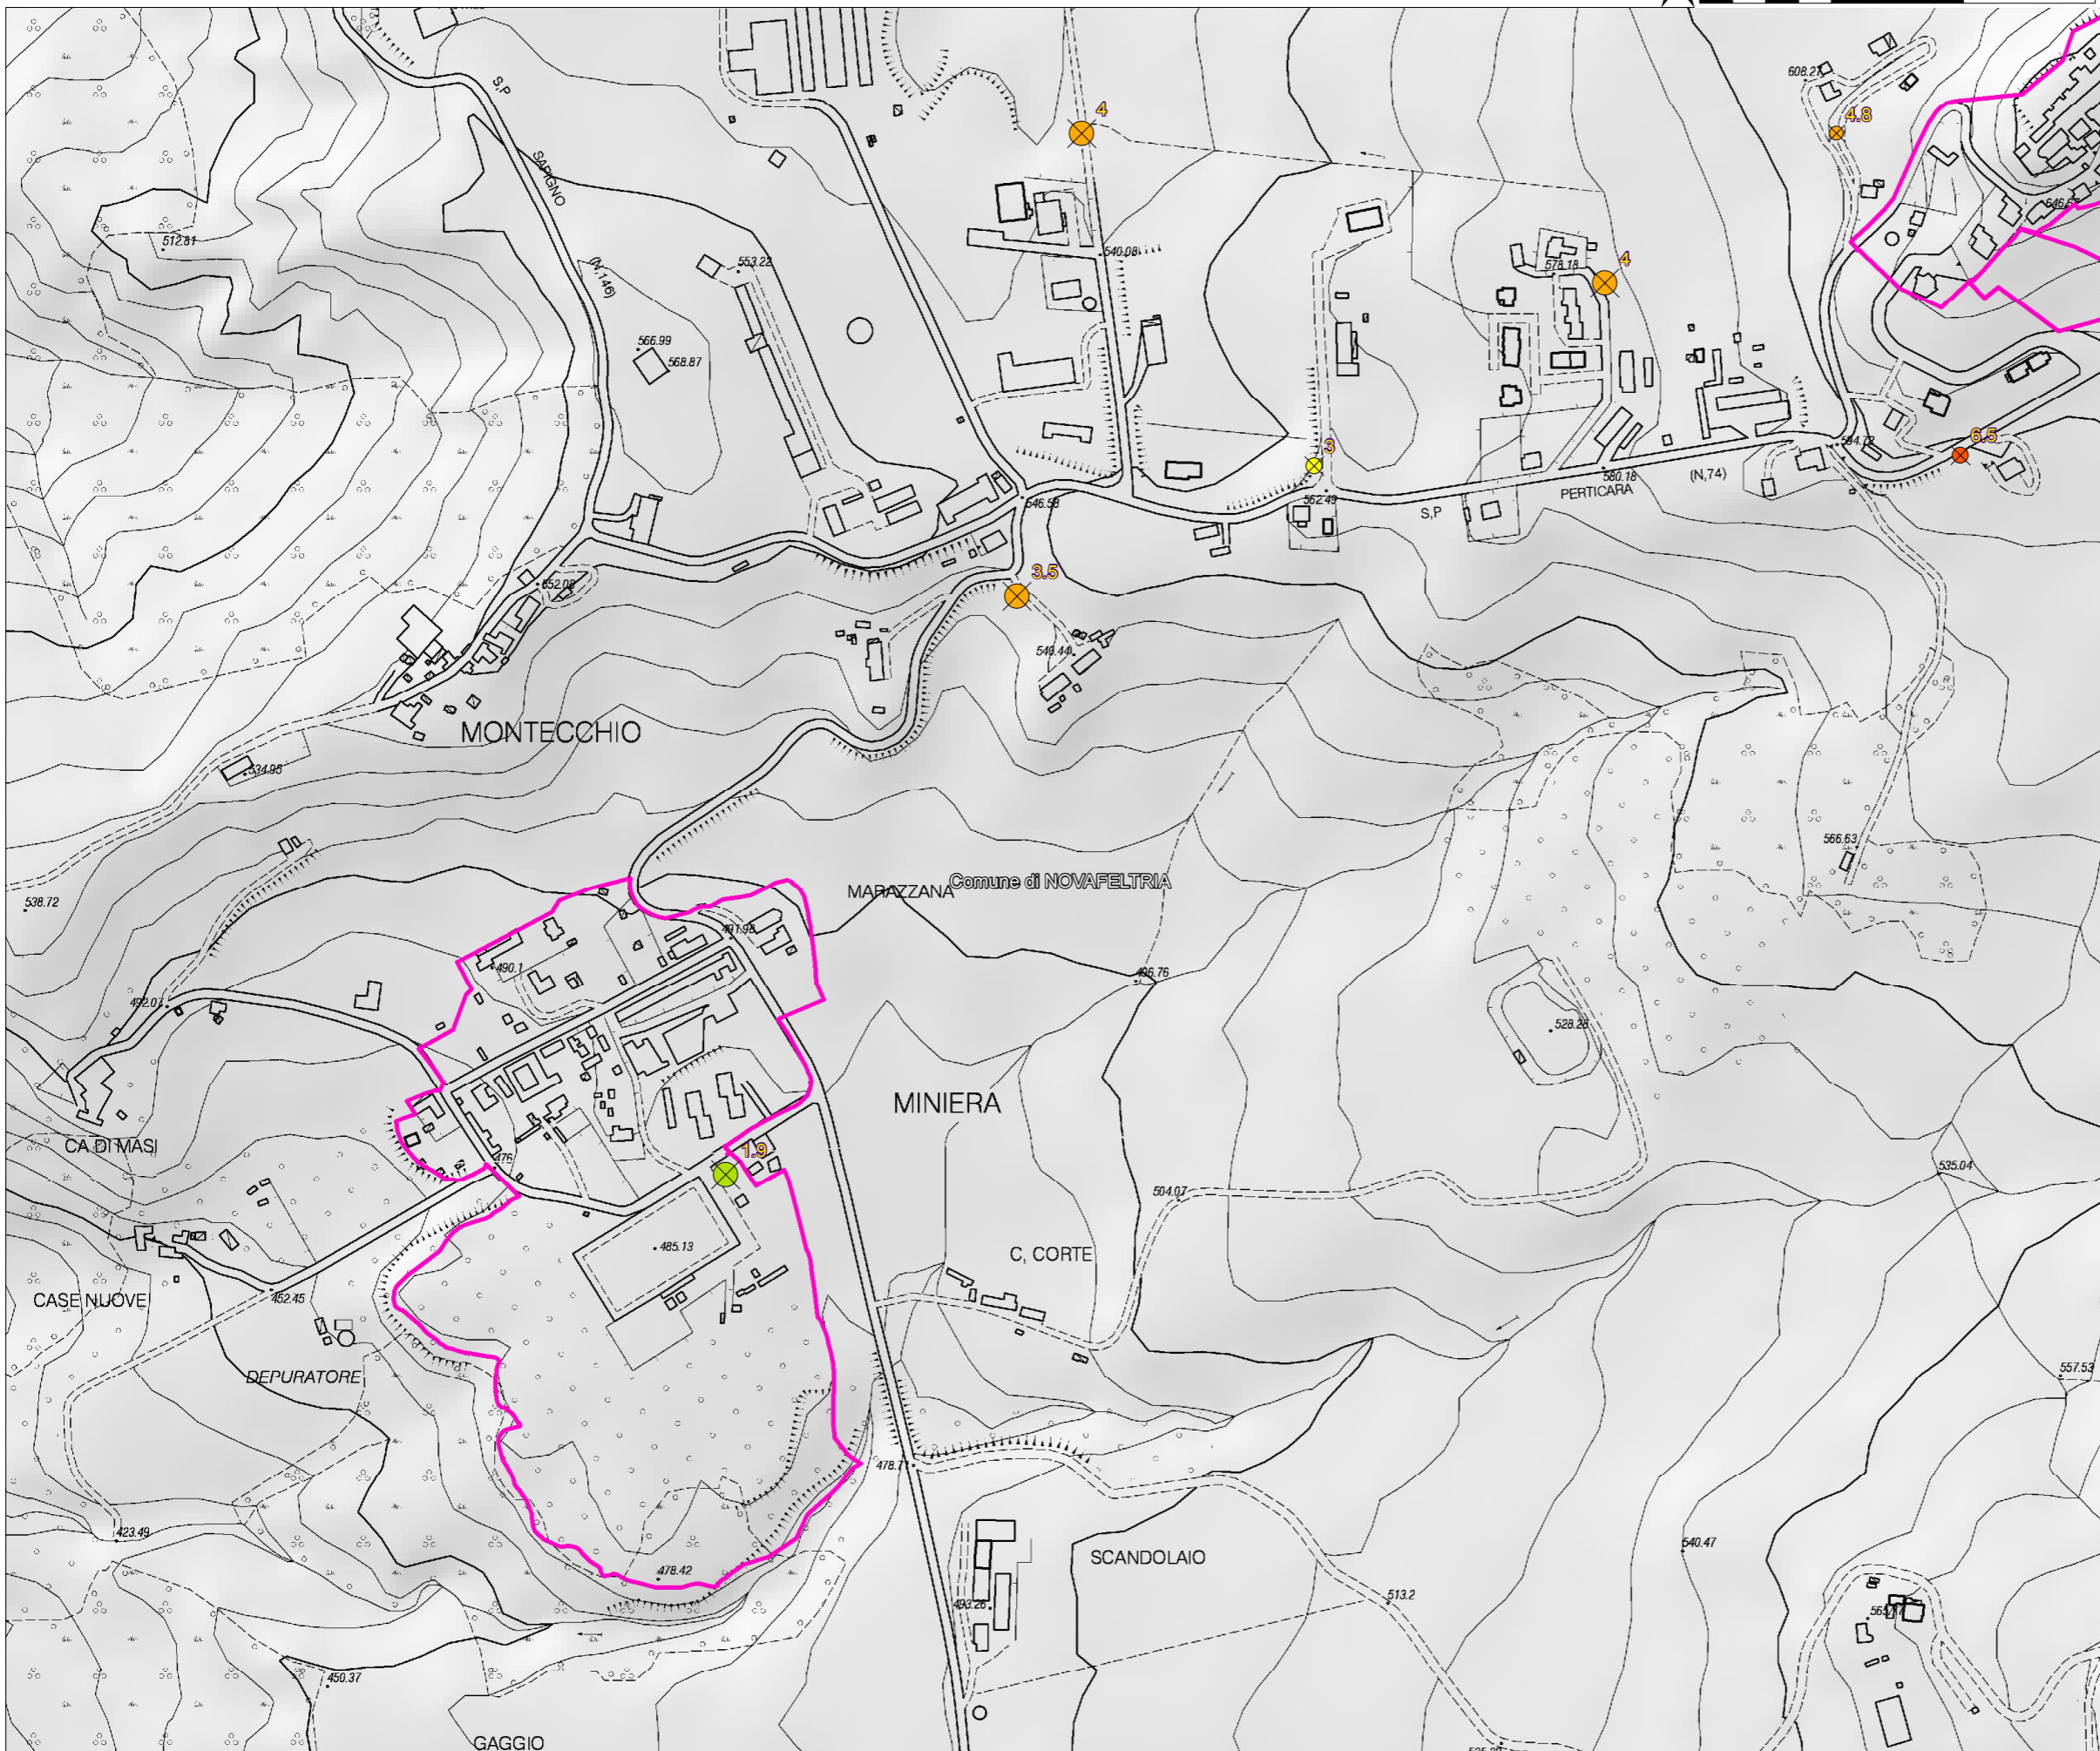 S,P
SAPIGNO
(N,146)
4
608.27
4.8
512.81
553.22
540.08
578.18
4
566.99
568.87
3
6.5
546.58
562.49
S,P
PERTICARA
580.18
(N,74)
552.08
3.5
540.44
MONTECCHIO
534.95
566.63
538.72
MARAZZANA
Comune di NOVAFELTRIA
491.98
490.1
496.76
492.07
528.28
MINIERA
CA DI MASI
1.9
476
535.04
504.07
485.13
C, CORTE
CASE NUOVE
452.45
557.53
DEPURATORE
478.71
423.49
540.47
SCANDOLAIO
478.42
513.2
493.26
450.37
GAGGIO